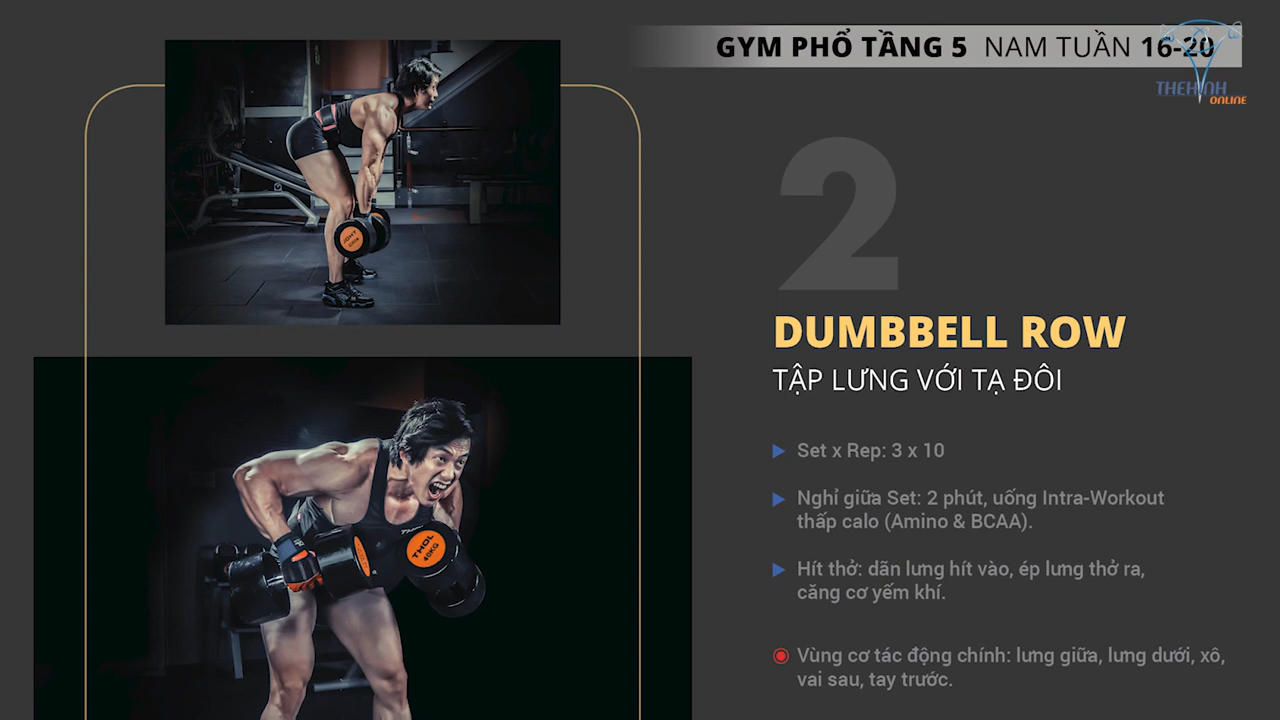 GYM PHỔ TẦNG 5 NAM TUẦN 16-20
THEHINH
ONLINE
2
DUMBBELL ROW
TẬP LƯNG VỚI TẠ ĐÔI
Set x Rep: 3 x 10
Nghỉ giữa Set: 2 phút, uống Intra-Workout
thấp calo (Amino & BCAA).
Hít thở: dãn lưng hít vào, ép lưng thở ra,
căng cơ yếm khí.
THOL
40KG
Vùng cơ tác động chính: lưng giữa, lưng dưới, xô,
vai sau, tay trước.